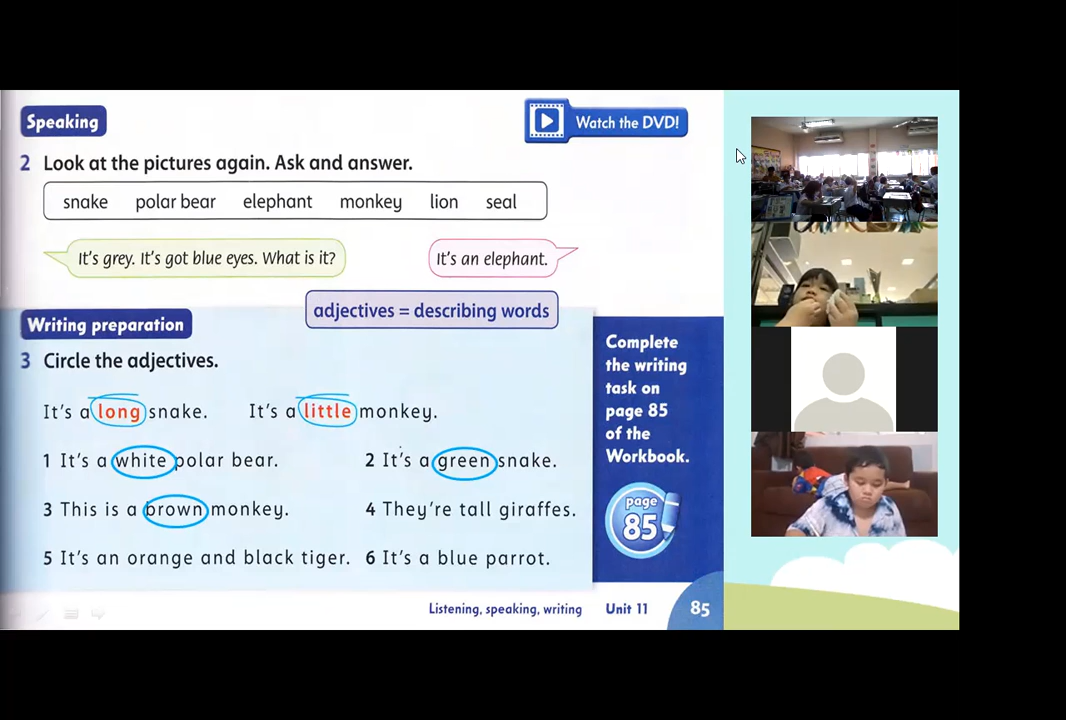 Speaking
Watch the DVD!
2 Look at the pictures again. Ask and answer.
snake polar bear elephant monkey lion seal
It's grey. It's got blue eyes. What is it?
It's an elephant.
adjectives = describing words
Writing preparation
3 Circle the adjectives.
It's a long snake. It's a little monkey.
1 It's a white polar bear. 2 It's a green snake.
3 This is a brown monkey. 4 They're tall giraffes.
5 It's an orange and black tiger. 6 It's a blue parrot.
Complete
the writing
task on
page 85
of the
Workbook.
page
85
Listening, speaking, writing Unit 11 85